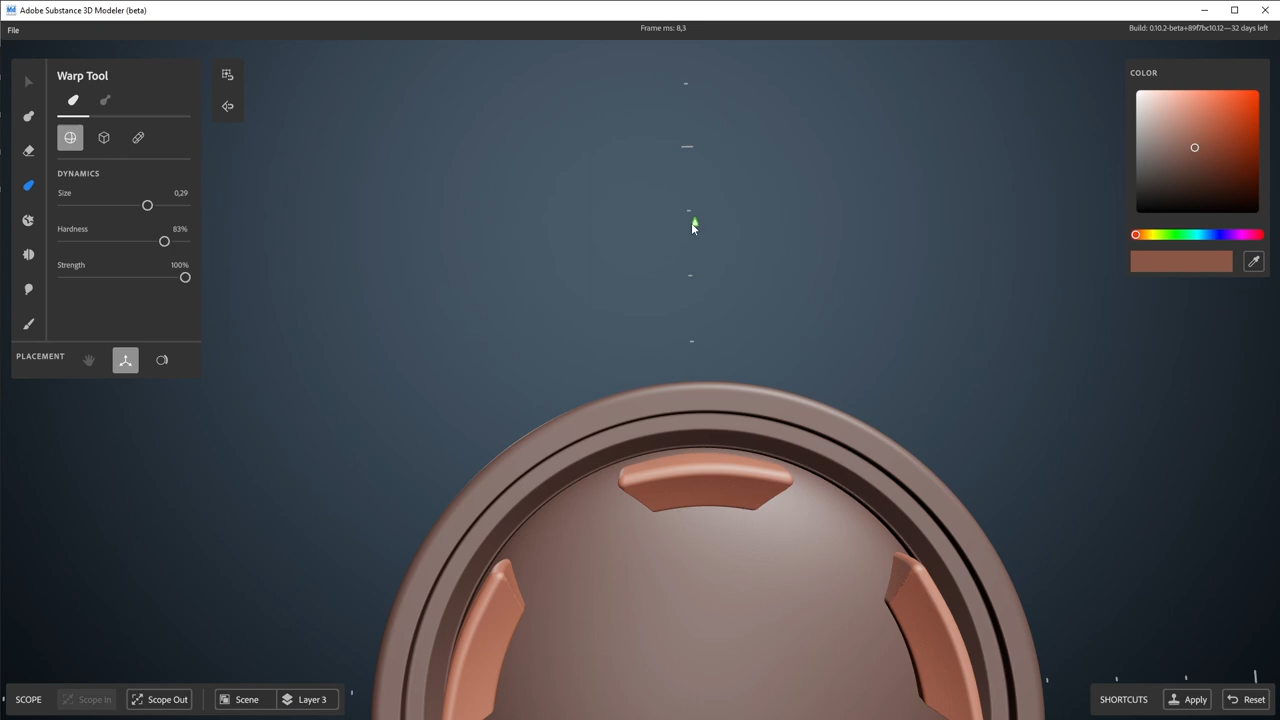 Adobe Substance 3D Modeler (beta)
File
Frame ms: 8,3
Build: 0.10.2-beta+89f7bc10.12—32 days left
Warp Tool
DYNAMICS
Size 0,29
Hardness 83%
Strength 100%
PLACEMENT
COLOR
SCOPE Scope In Scope Out Scene Layer 3
SHORTCUTS Apply Reset